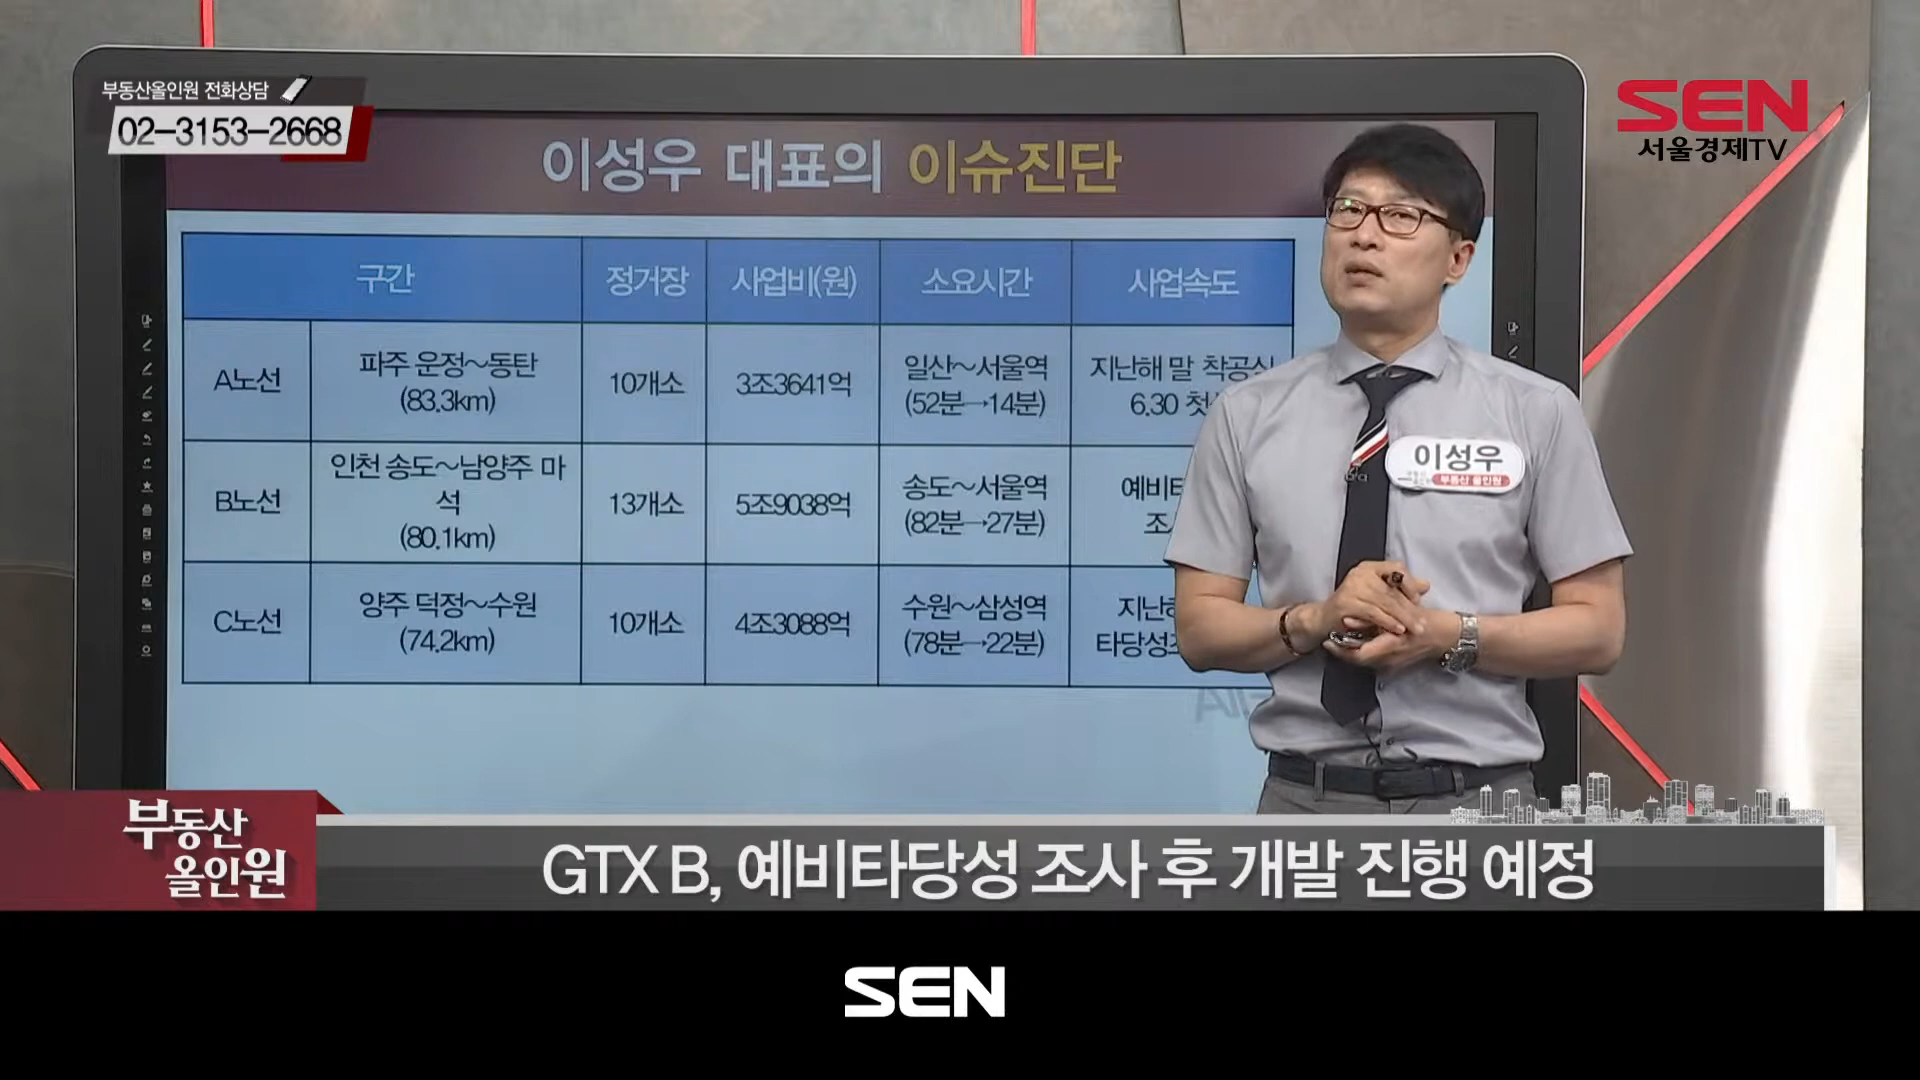 부동산올인원 전화상담
02-3153-2668
SEN
서울경제TV
이성우 대표의 이슈진단
구간 정거장 사업비(원) 소요시간 사업속도
A노선 파주 운정~동탄 (83.3km) 10개소 3조3641억 일산~서울역 (52분→14분) 지난해 말 착공식 6.30
B노선 인천 송도~남양주 마석 (80.1km) 13개소 5조9038억 송도~서울역 (82분→27분)
C노선 양주 덕정~수원 (74.2km) 10개소 4조3088억 수원~삼성역 (78분→22분)
이성우
부동산 올인원
부동산
올인원
GTX B, 예비타당성 조사 후 개발 진행 예정
SEN